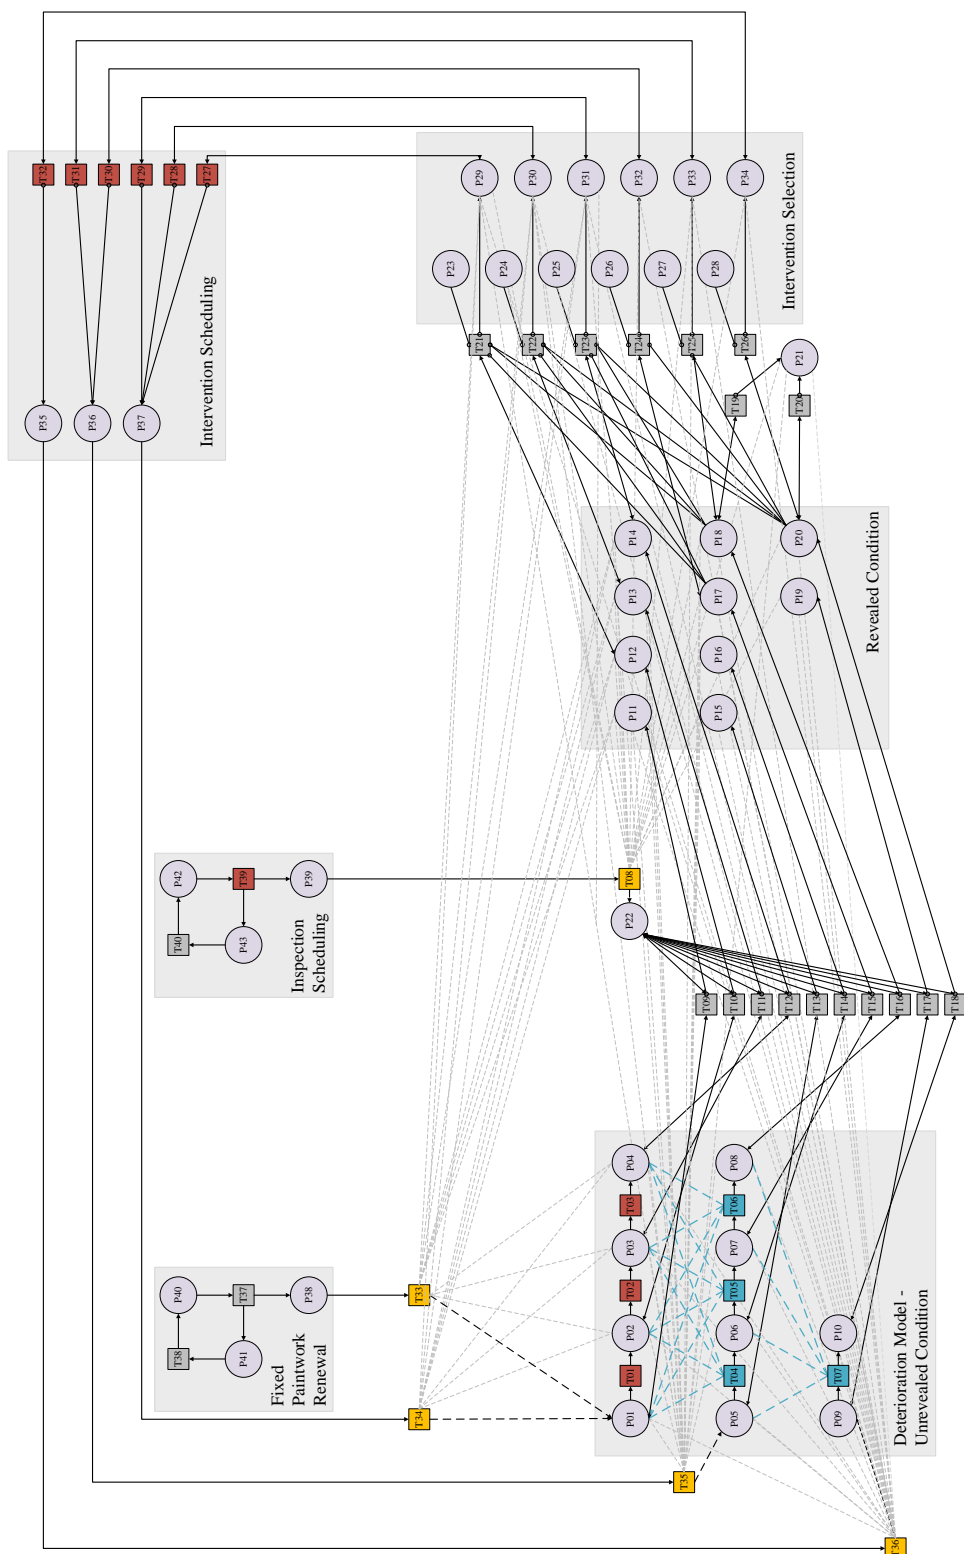 T36
T35
T34
T33
P35
P36
P37
T32
T31
T30
T29
T28
T27
Intervention Scheduling
T38
P40
P41
T37
P38
Fixed
Paintwork
Renewal
T40
P42
P43
T39
P39
Inspection
Scheduling
P01
T01
P02
T02
P03
T03
P04
P05
T04
P06
T05
P07
T06
P08
P09
T07
P10
Deterioration Model -
Unrevealed Condition
P22
T08
T09
T10
T11
T12
T13
T14
T15
T16
T17
T18
P11
P12
P13
P14
P15
P16
P17
P18
P19
P20
Revealed Condition
T19
T20
P21
T21
T22
T23
T24
T25
T26
P23
P24
P25
P26
P27
P28
P29
P30
P31
P32
P33
P34
Intervention Selection